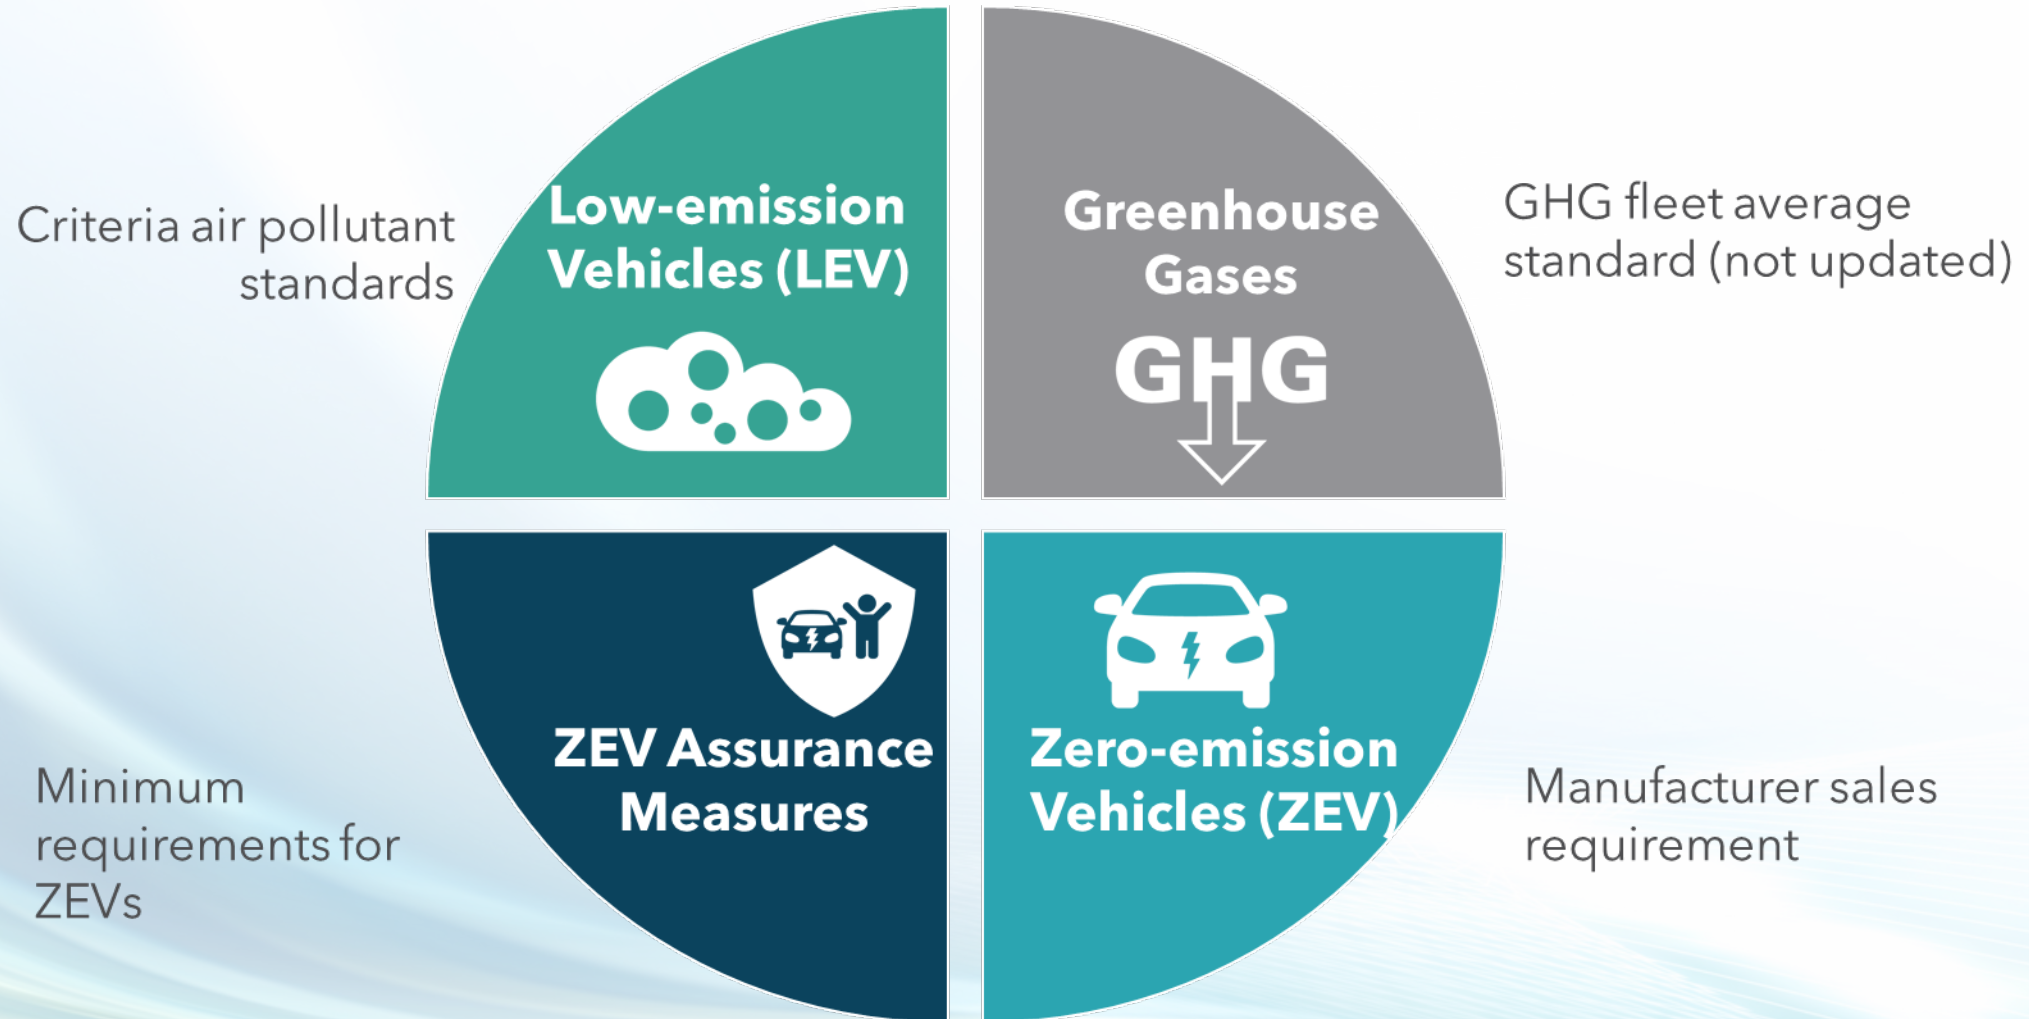 Criteria air pollutant
standards
Low-emission
Vehicles (LEV)
Greenhouse
Gases
GHG
GHG fleet average
standard (not updated)
Minimum
requirements for
ZEVs
ZEV Assurance
Measures
Zero-emission
Vehicles (ZEV)
Manufacturer sales
requirement